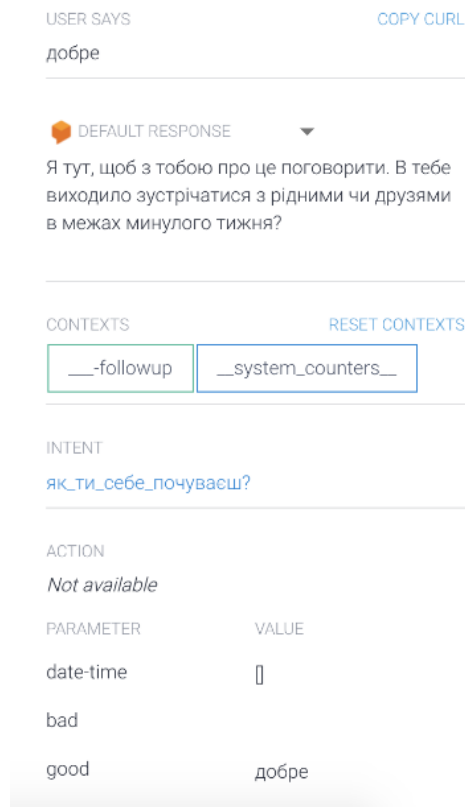 USER SAYS COPY CURL
добре
DEFAULT RESPONSE
Я тут, щоб з тобою про це поговорити. В тебе
виходило зустрічатися з рідними чи друзями
в межах минулого тижня?
CONTEXTS RESET CONTEXTS
___-followup __system_counters__
INTENT
як_ти_себе_почуваєш?
ACTION
Not available
PARAMETER VALUE
date-time []
bad
good добре